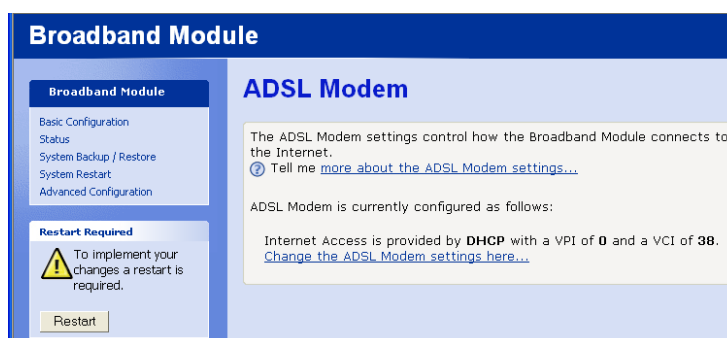 Broadband Module
Broadband Module
Basic Configuration
Status
System Backup / Restore
System Restart
Advanced Configuration
Restart Required
To implement your
changes a restart is
required.
Restart
ADSL Modem
The ADSL Modem settings control how the Broadband Module connects to
the Internet.
? Tell me more about the ADSL Modem settings...
ADSL Modem is currently configured as follows:
Internet Access is provided by DHCP with a VPI of 0 and a VCI of 38.
Change the ADSL Modem settings here...